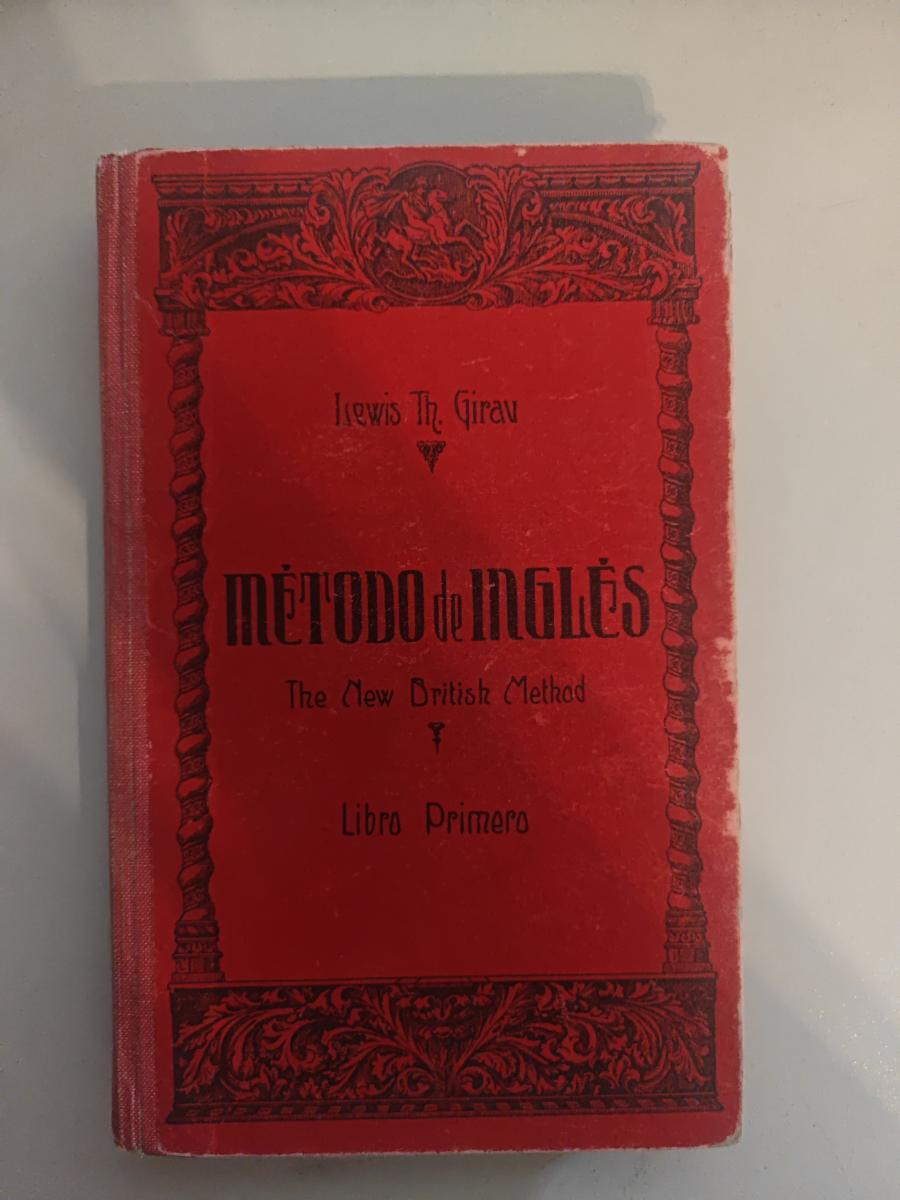 Lewis Th. Girau
MÉTODO de INGLÉS
The New British Method
Libro Primero